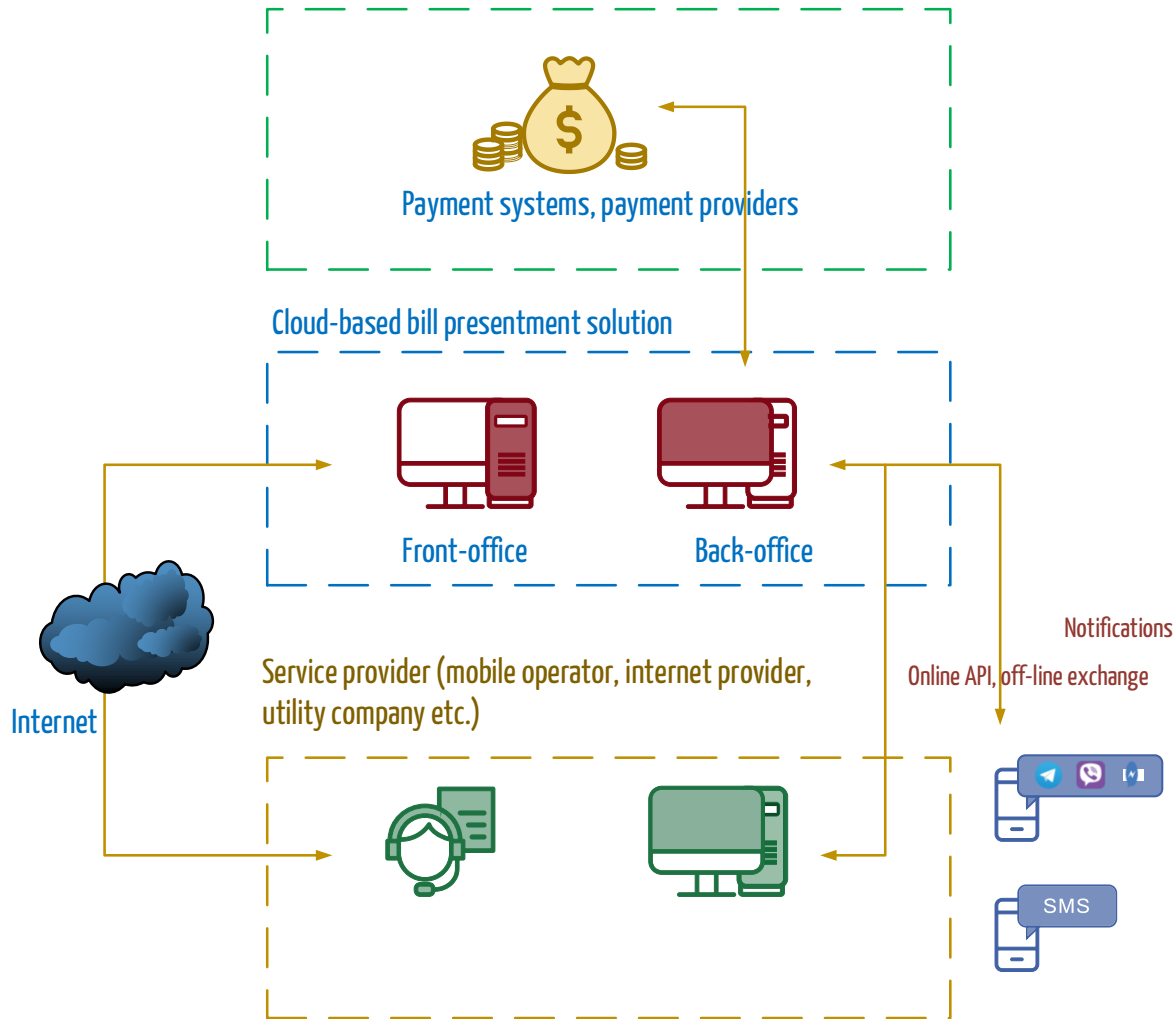 $
Payment systems, payment providers
Cloud-based bill presentment solution
Front-office
Back-office
Notifications
Online API, off-line exchange
Service provider (mobile operator, internet provider,
utility company etc.)
Internet
SMS